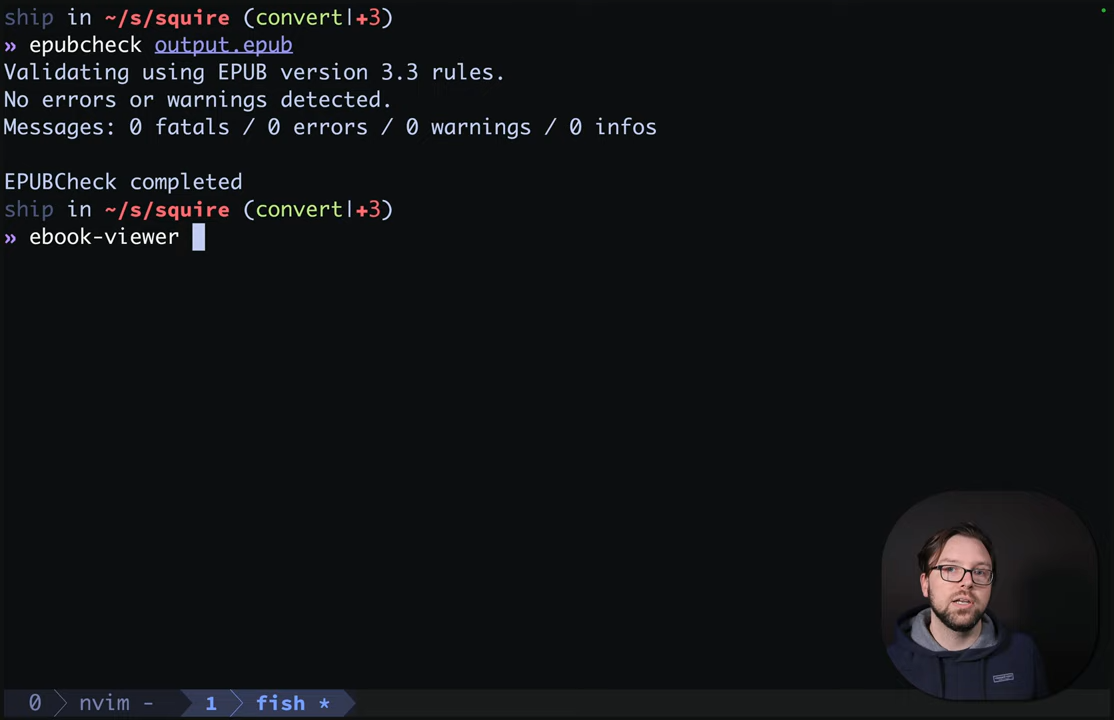 ship in ~/s/squire (convert|+3)
» epubcheck output.epub
Validating using EPUB version 3.3 rules.
No errors or warnings detected.
Messages: 0 fatals / 0 errors / 0 warnings / 0 infos
EPUBCheck completed
ship in ~/s/squire (convert|+3)
» ebook-viewer
0 nvim - 1 fish *